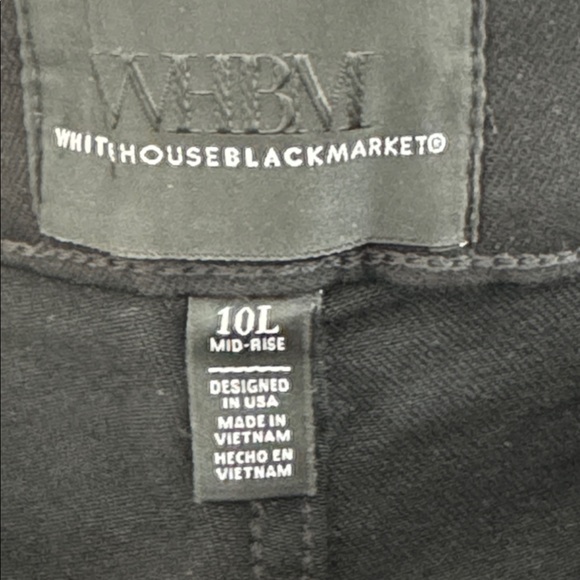 WHBM
WHITEHOUSEBLACKMARKET®
10L
MID-RISE
DESIGNED
IN USA
MADE IN
VIETNAM
HECHO EN
VIETNAM